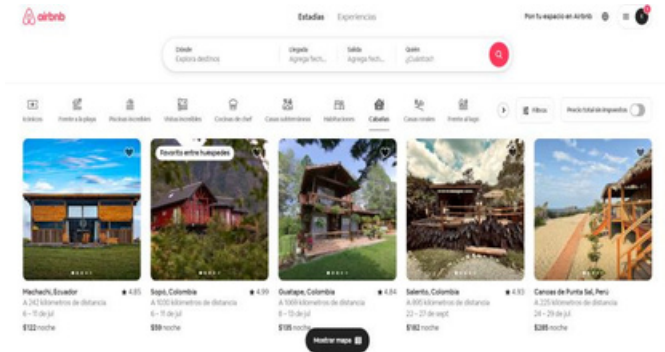 airbnb
Estadías Experiencias
Pon tu espacio en Airbnb
Dónde
Explora destinos
Llegada
Agrega fech...
Salida
Agrega fech...
Quién
¿Cuántos?
Icónicos
Frente a la playa
Piscinas increíbles
Vistas increíbles
Cocinas de chef
Casas subterráneas
Habitaciones
Cabañas
Casas rurales
Frente al lago
Filtros
Precio total sin impuestos
Favorito entre huéspedes
Machachi, Ecuador ★ 4.85
A 242 kilómetros de distancia
6 – 11 de jul
$122 noche
Sopó, Colombia ★ 4.99
A 1030 kilómetros de distancia
6 – 11 de jul
$59 noche
Guatape, Colombia ★ 4.84
A 1069 kilómetros de distancia
8 – 13 de jul
$135 noche
Salento, Colombia ★ 4.93
A 895 kilómetros de distancia
22 – 27 de sept
$182 noche
Canoas de Punta Sal, Perú
A 225 kilómetros de distancia
24 – 29 de jul
$285 noche
Mostrar mapa